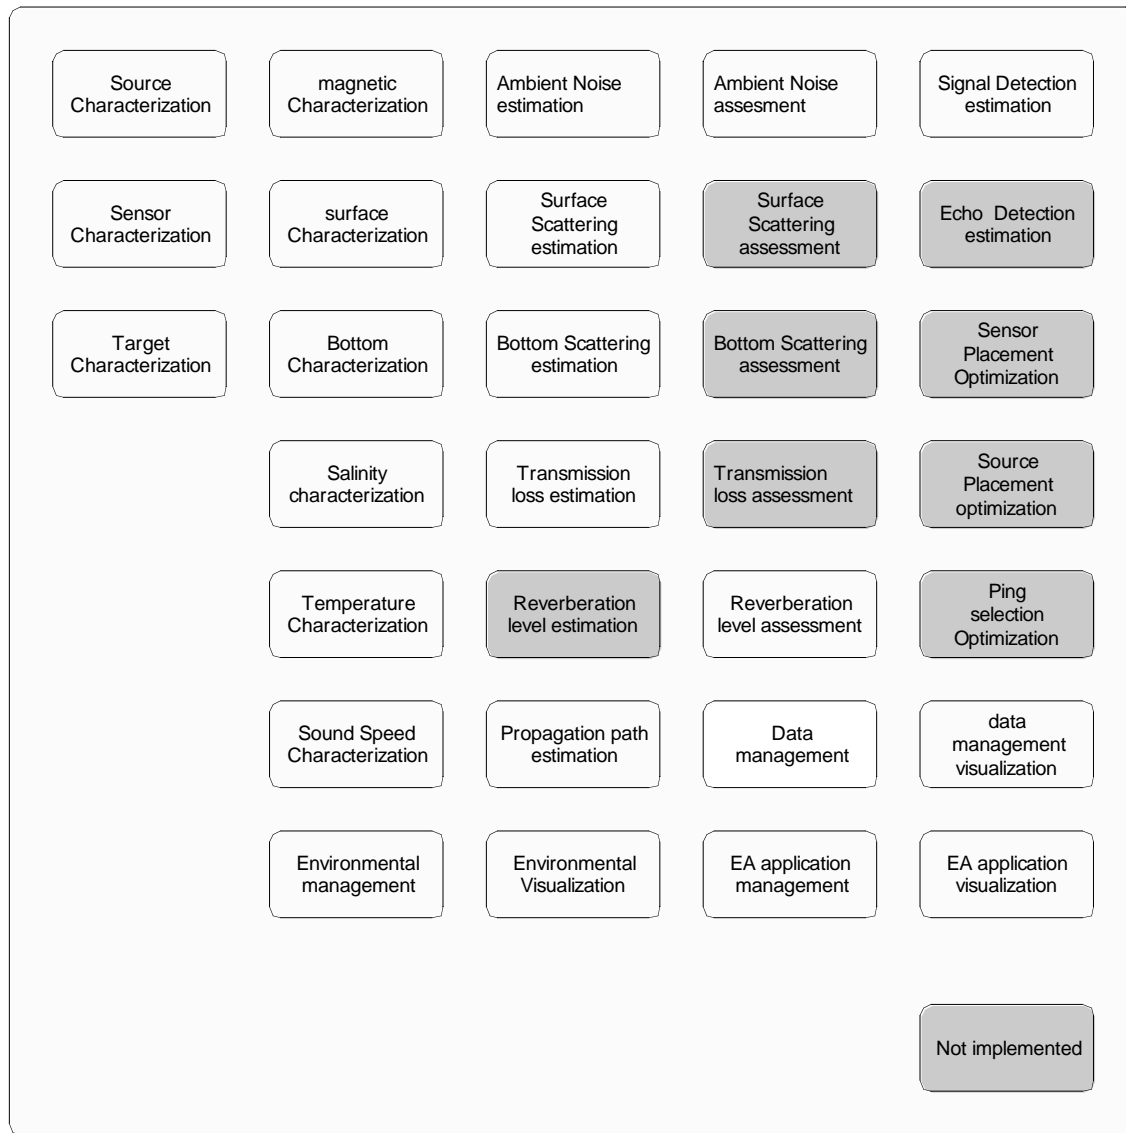 Source
Characterization
magnetic
Characterization
Ambient Noise
estimation
Ambient Noise
assesment
Signal Detection
estimation
Sensor
Characterization
surface
Characterization
Surface
Scattering
estimation
Surface
Scattering
assessment
Echo Detection
estimation
Target
Characterization
Bottom
Characterization
Bottom Scattering
estimation
Bottom Scattering
assessment
Sensor
Placement
Optimization
Salinity
characterization
Transmission
loss estimation
Transmission
loss assessment
Source
Placement
optimization
Temperature
Characterization
Reverberation
level estimation
Reverberation
level assessment
Ping
selection
Optimization
Sound Speed
Characterization
Propagation path
estimation
Data
management
data
management
visualization
Environmental
management
Environmental
Visualization
EA application
management
EA application
visualization
Not implemented